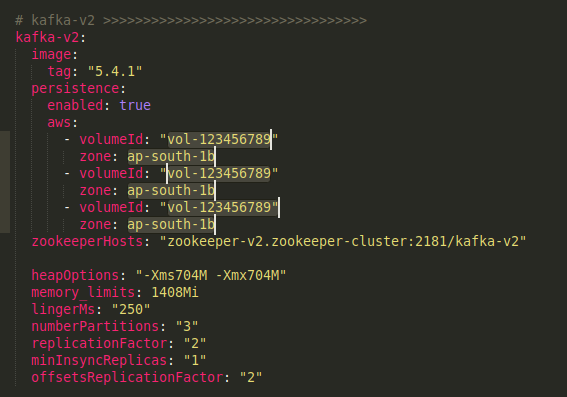 # kafka-v2 >>>>>>>>>>>>>>>>>>>>>>>>>>>>>>>
kafka-v2:
  image:
    tag: "5.4.1"
  persistence:
    enabled: true
    aws:
      - volumeId: "vol-123456789"
        zone: ap-south-1b
      - volumeId: "vol-123456789"
        zone: ap-south-1b
      - volumeId: "vol-123456789"
        zone: ap-south-1b
  zookeeperHosts: "zookeeper-v2.zookeeper-cluster:2181/kafka-v2"
  heapOptions: "-Xms704M -Xmx704M"
  memory_limits: 1408Mi
  lingerMs: "250"
  numberPartitions: "3"
  replicationFactor: "2"
  minInsyncReplicas: "1"
  offsetsReplicationFactor: "2"